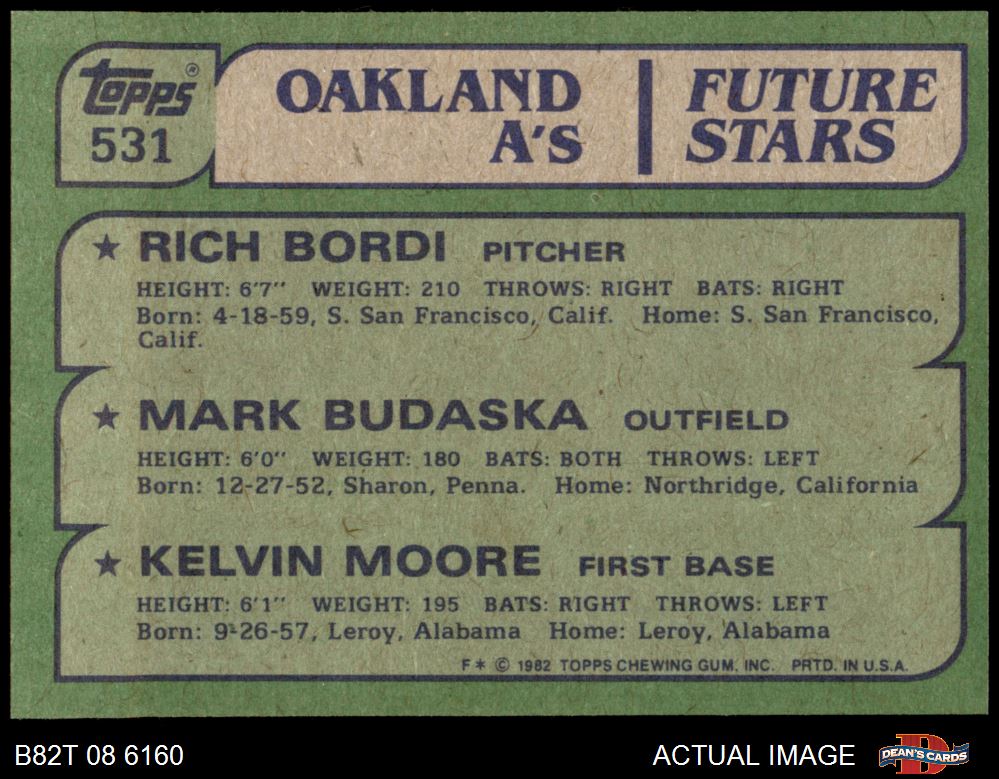 topps®
531
OAKLAND A'S
FUTURE STARS
★ RICH BORDI PITCHER
HEIGHT: 6'7" WEIGHT: 210 THROWS: RIGHT BATS: RIGHT
Born: 4-18-59, S. San Francisco, Calif. Home: S. San Francisco,
Calif.
★ MARK BUDASKA OUTFIELD
HEIGHT: 6'0" WEIGHT: 180 BATS: BOTH THROWS: LEFT
Born: 12-27-52, Sharon, Penna. Home: Northridge, California
★ KELVIN MOORE FIRST BASE
HEIGHT: 6'1" WEIGHT: 195 BATS: RIGHT THROWS: LEFT
Born: 9-26-57, Leroy, Alabama Home: Leroy, Alabama
F* © 1982 TOPPS CHEWING GUM, INC. PRTD. IN U.S.A.
B82T 08 6160
ACTUAL IMAGE
DEAN'S CARDS